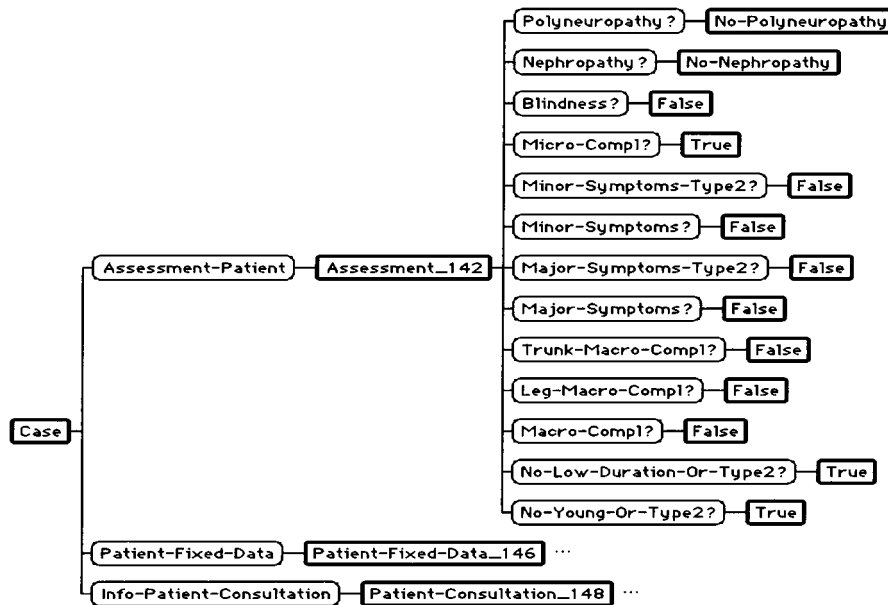 Polyneuropathy? No-Polyneuropathy
Nephropathy? No-Nephropathy
Blindness? False
Micro-Compl? True
Minor-Symptoms-Type2? False
Minor-Symptoms? False
Assessment-Patient Assessment_142 Major-Symptoms-Type2? False
Major-Symptoms? False
Trunk-Macro-Compl? False
Leg-Macro-Compl? False
Case Macro-Compl? False
No-Low-Duration-Or-Type2? True
No-Young-Or-Type2? True
Patient-Fixed-Data Patient-Fixed-Data_146 ...
Info-Patient-Consultation Patient-Consultation_148 ...